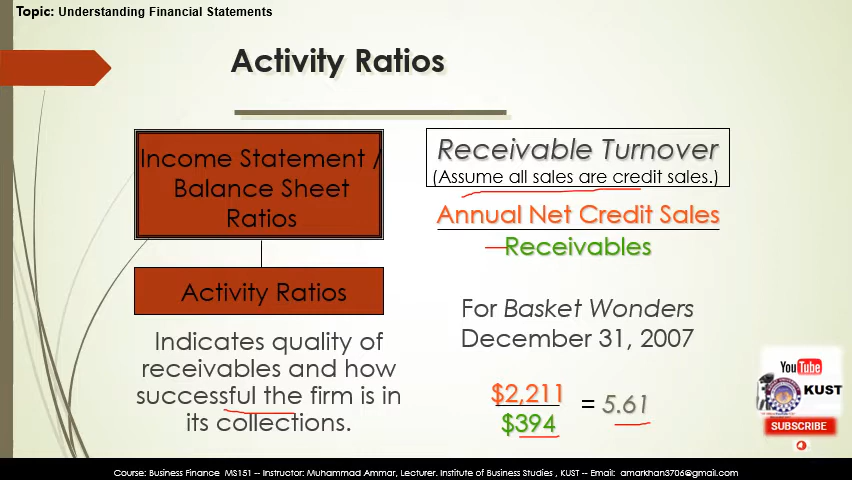 Topic: Understanding Financial Statements
Activity Ratios
Income Statement /
Balance Sheet
Ratios
Activity Ratios
Indicates quality of
receivables and how
successful the firm is in
its collections.
Receivable Turnover
(Assume all sales are credit sales.)
Annual Net Credit Sales
Receivables
For Basket Wonders
December 31, 2007
$2,211
$394
= 5.61
YouTube
KUST
SUBSCRIBE
Course: Business Finance MS151 -- Instructor: Muhammad Ammar, Lecturer. Institute of Business Studies , KUST -- Email: amarkhan3706@gmail.com